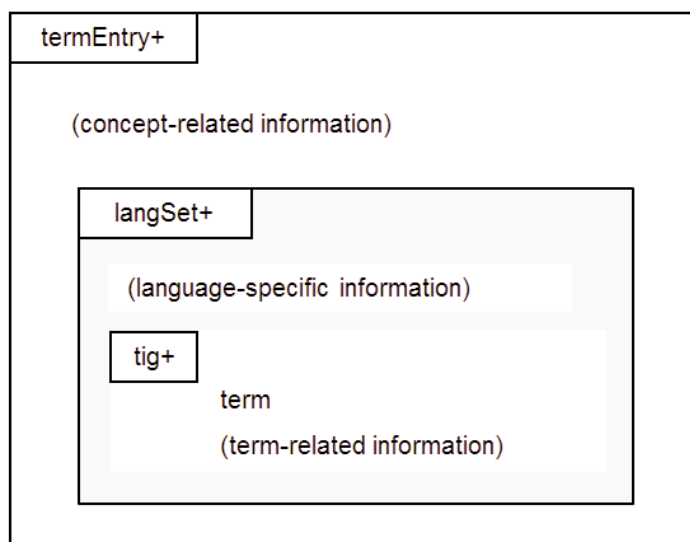 termEntry+
(concept-related information)
langSet+
(language-specific information)
tig+
term
(term-related information)